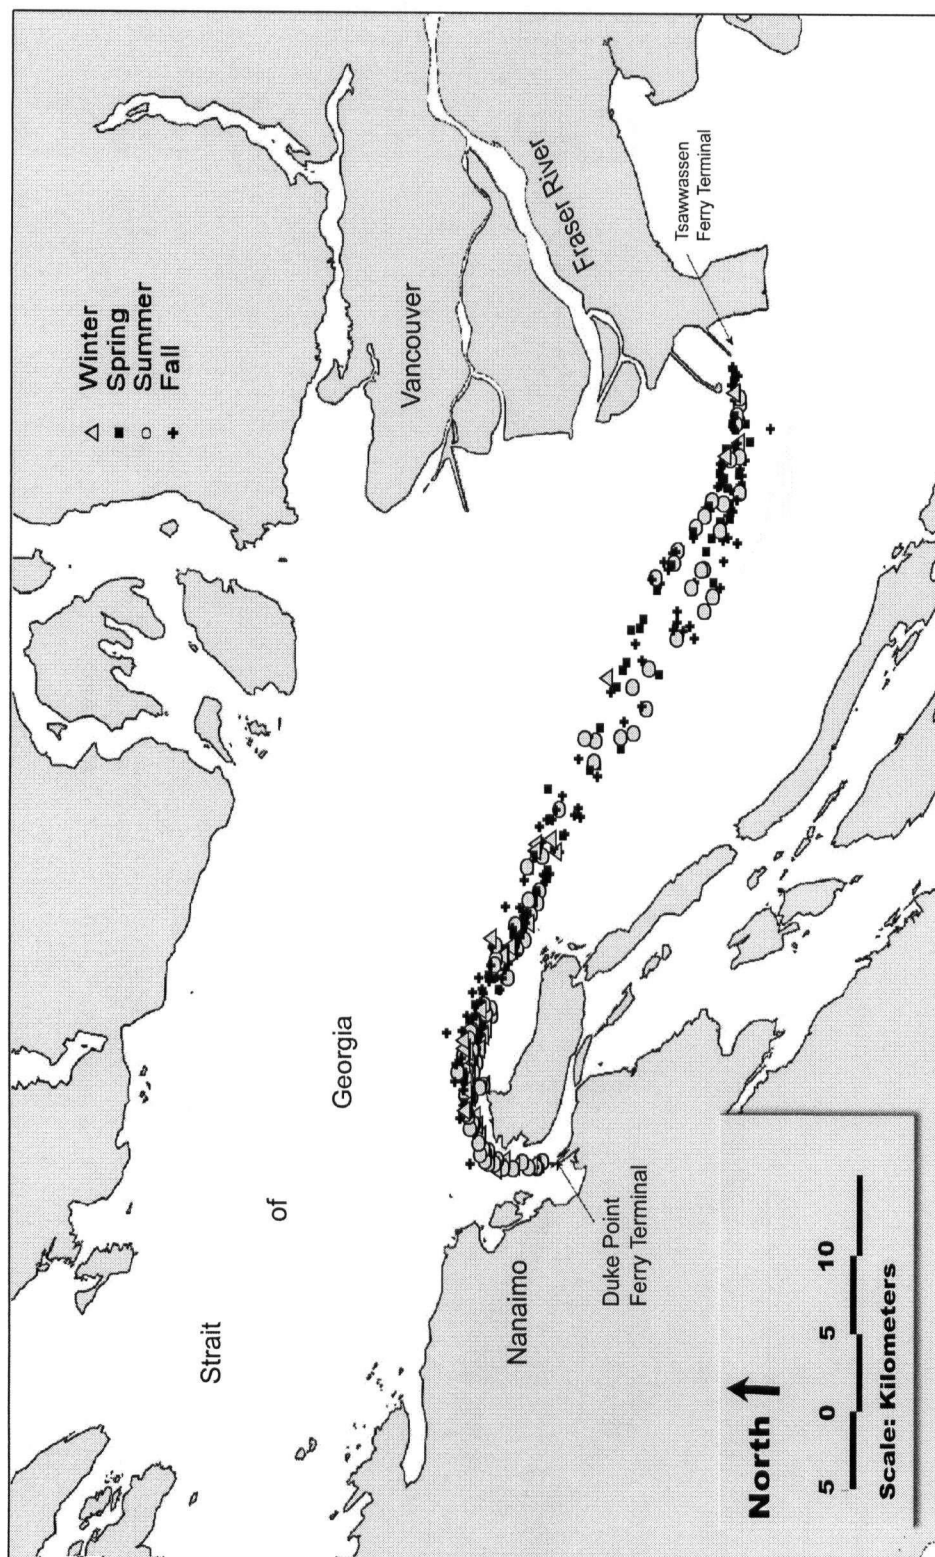 Winter
Spring
Summer
Fall
Vancouver
Fraser River
Tsawwassen
Ferry Terminal
Strait
of
Georgia
Nanaimo
Duke Point
Ferry Terminal
North
5 0 5 10
Scale: Kilometers